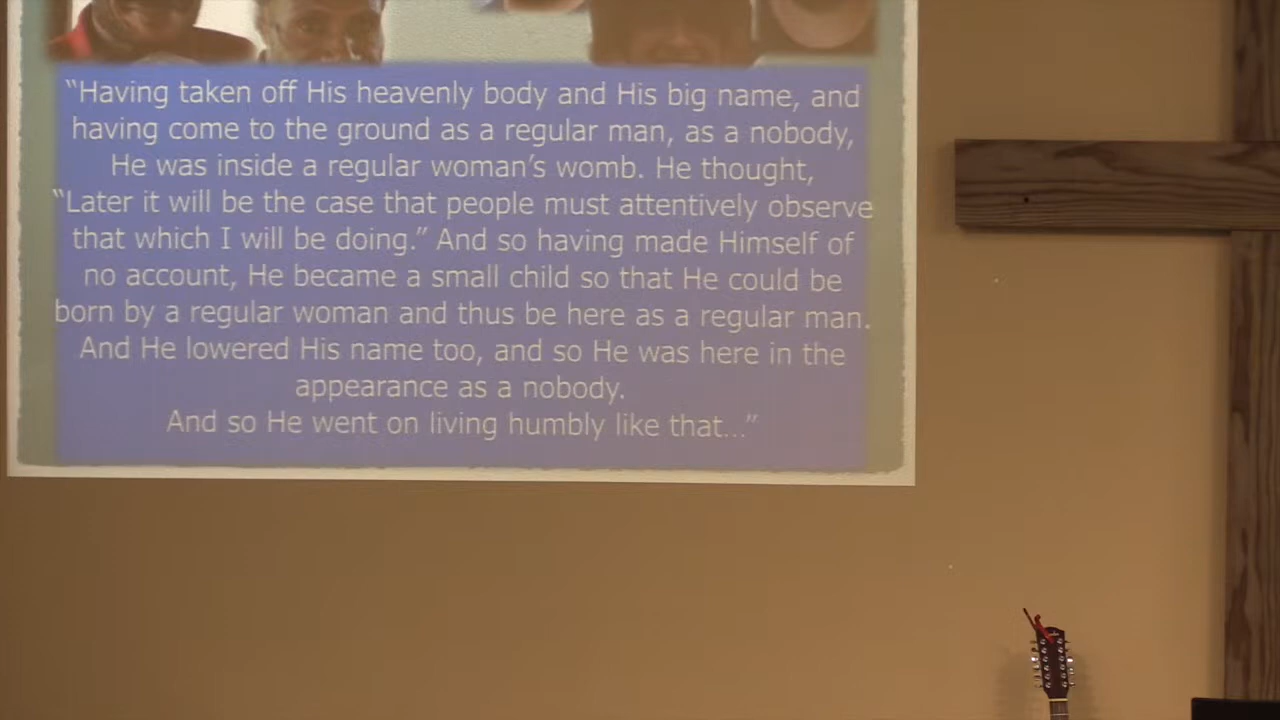 “Having taken off His heavenly body and His big name, and
having come to the ground as a regular man, as a nobody,
He was inside a regular woman’s womb. He thought,
“Later it will be the case that people must attentively observe
that which I will be doing.” And so having made Himself of
no account, He became a small child so that He could be
born by a regular woman and thus be here as a regular man.
And He lowered His name too, and so He was here in the
appearance as a nobody.
And so He went on living humbly like that…”